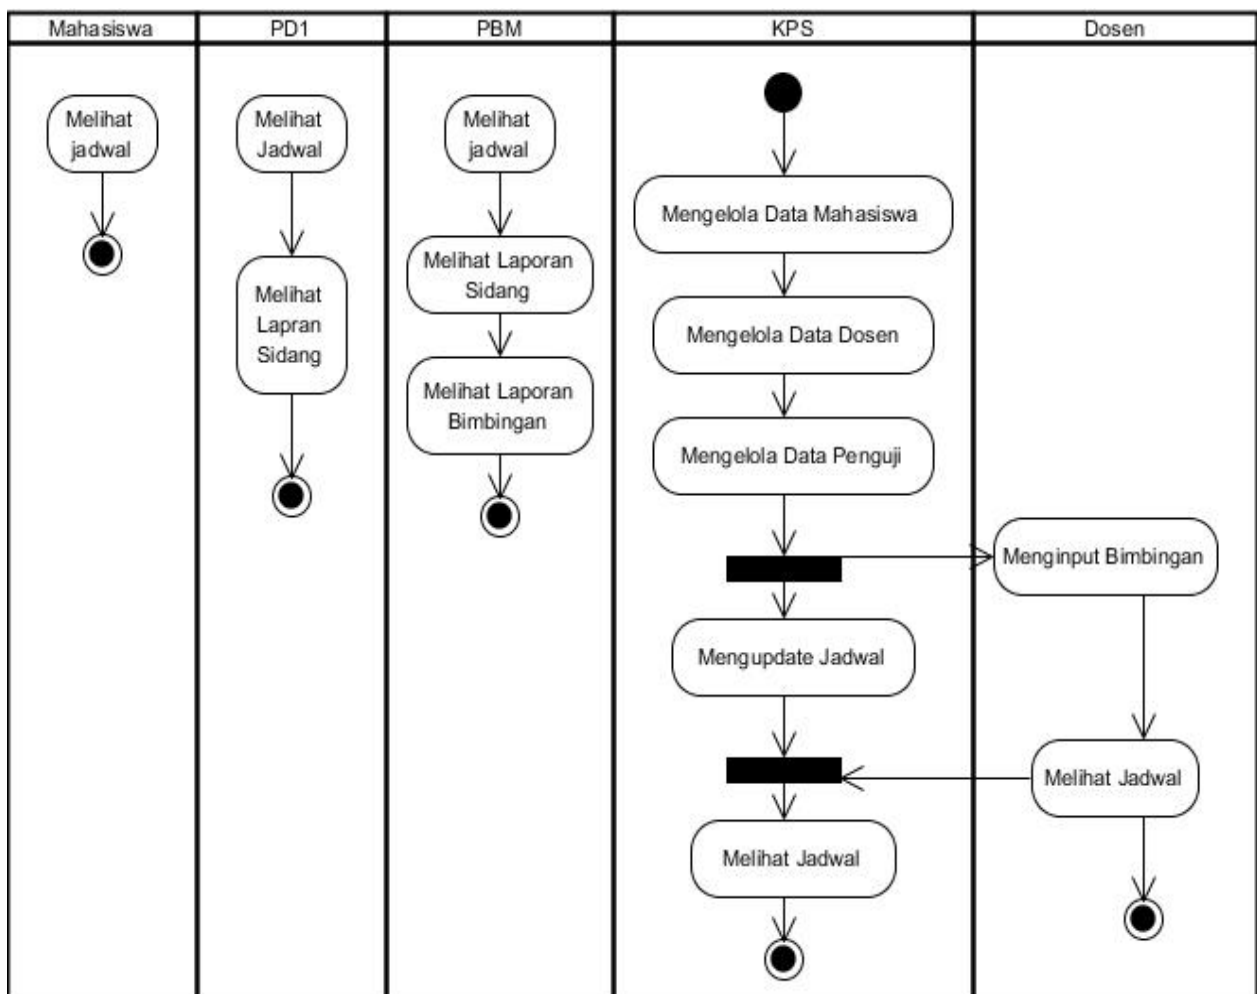 Mahasiswa
PD1
PBM
KPS
Dosen
Melihat
jadwal
Melihat
Jadwal
Melihat
Lapran
Sidang
Melihat
jadwal
Melihat Laporan
Sidang
Melihat Laporan
Bimbingan
Mengelola Data Mahasiswa
Mengelola Data Dosen
Mengelola Data Penguji
Mengupdate Jadwal
Melihat Jadwal
Menginput Bimbingan
Melihat Jadwal